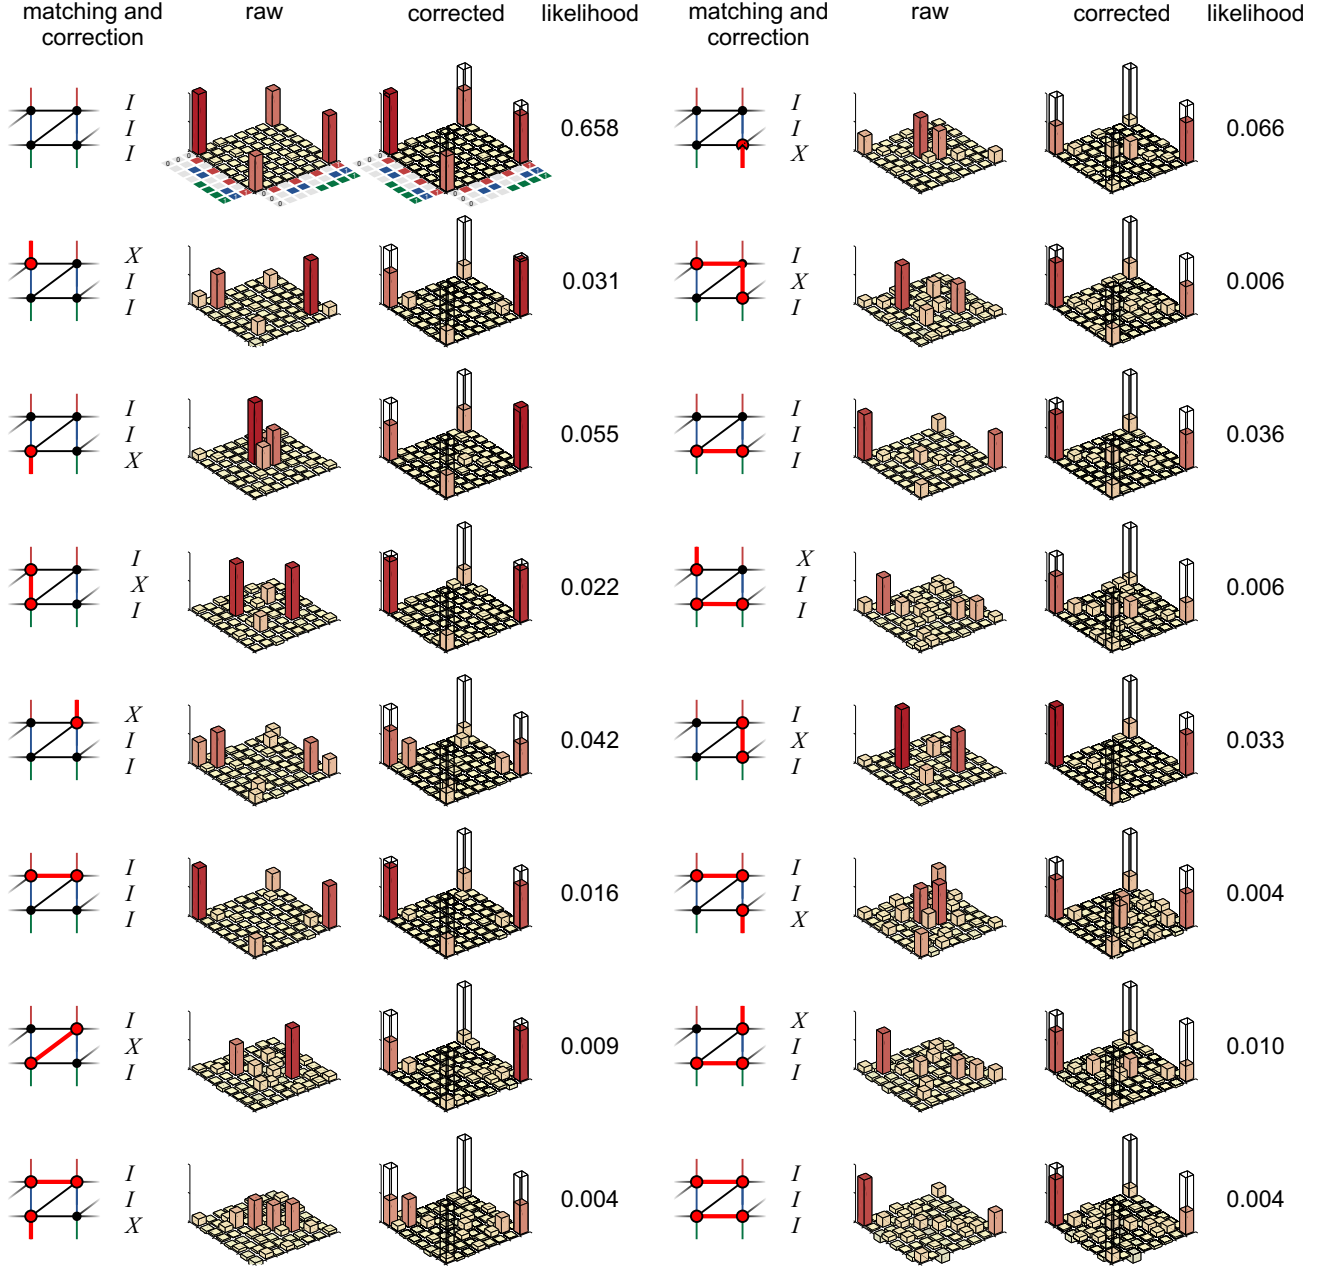 matching and correction raw corrected likelihood matching and correction raw corrected likelihood
I I
I 0.658 I 0.066
I X
X I
I 0.031 X 0.006
I I
I I
I 0.055 I 0.036
X I
I X
X 0.022 I 0.006
I I
X I
I 0.042 X 0.033
I I
I I
I 0.016 I 0.004
I X
I X
X 0.009 I 0.010
I I
I I
I 0.004 I 0.004
X I